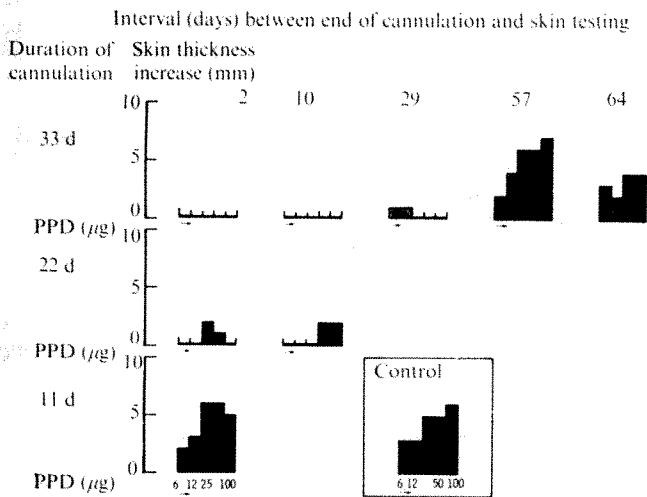 Interval (days) between end of cannulation and skin testing
Duration of cannulation
Skin thickness increase (mm)
2 10 29 57 64
10
33 d
5
0
PPD (µg)
10
22 d
5
0
PPD (µg)
10
11 d
5
0
PPD (µg)
6 12 25 100
Control
6 12 50 100